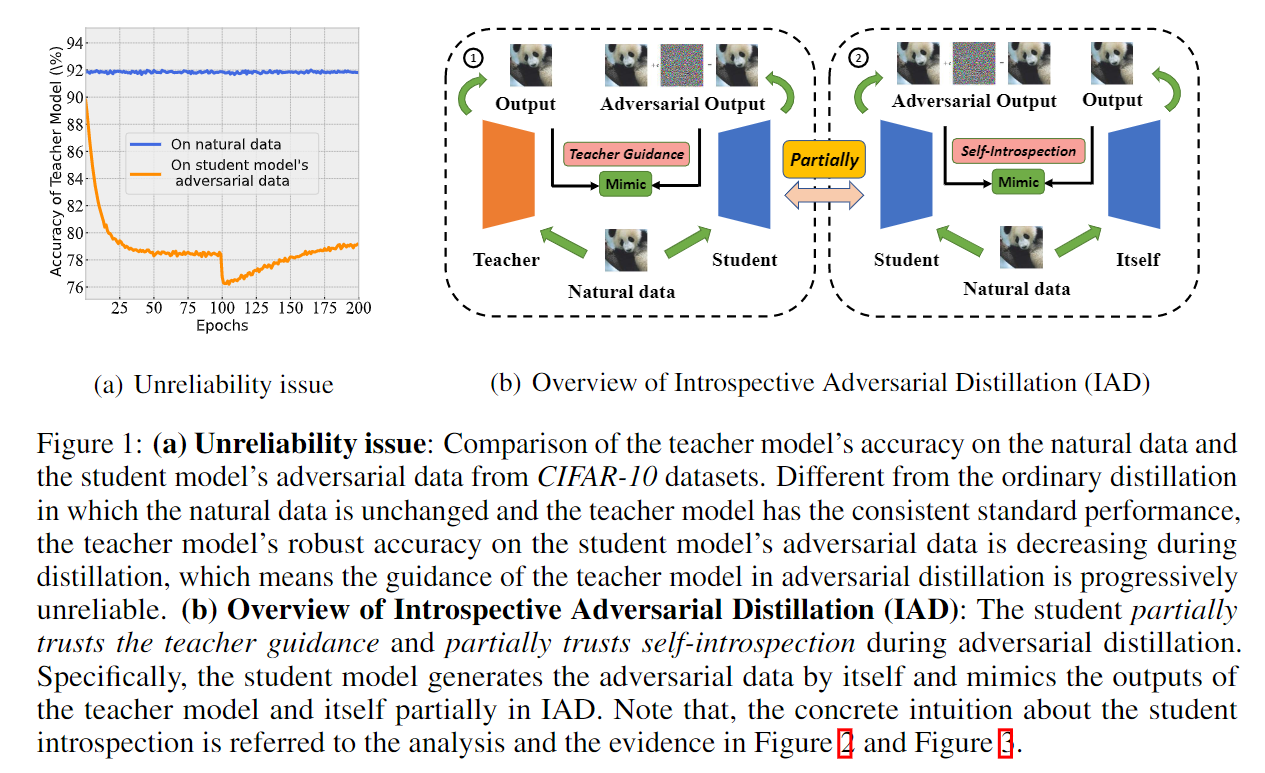 Accuracy of Teacher Model (\%)
94
92
90
88
86
84
82
80
78
76
On natural data
On student model's
adversarial data
25 50 75 100 125 150 175 200
Epochs
(a) Unreliability issue
1
Output
Adversarial Output
Teacher Guidance
Mimic
Teacher
Student
Natural data
Partially
2
Adversarial Output
Output
Self-Introspection
Mimic
Student
Itself
Natural data
(b) Overview of Introspective Adversarial Distillation (IAD)
Figure 1: (a) Unreliability issue: Comparison of the teacher model's accuracy on the natural data and
the student model's adversarial data from CIFAR-10 datasets. Different from the ordinary distillation
in which the natural data is unchanged and the teacher model has the consistent standard performance,
the teacher model's robust accuracy on the student model's adversarial data is decreasing during
distillation, which means the guidance of the teacher model in adversarial distillation is progressively
unreliable. (b) Overview of Introspective Adversarial Distillation (IAD): The student partially
trusts the teacher guidance and partially trusts self-introspection during adversarial distillation.
Specifically, the student model generates the adversarial data by itself and mimics the outputs of
the teacher model and itself partially in IAD. Note that, the concrete intuition about the student
introspection is referred to the analysis and the evidence in Figure 2 and Figure 3.